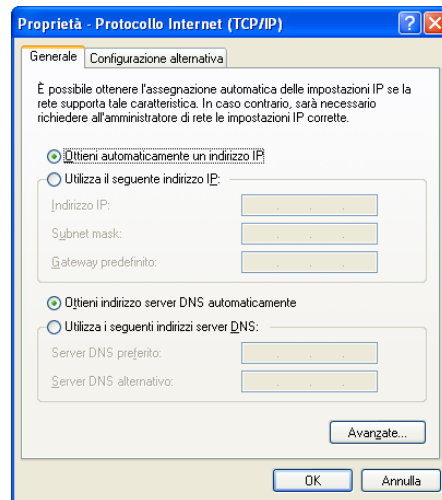 Proprietà - Protocollo Internet (TCP/IP)
Generale
Configurazione alternativa
È possibile ottenere l'assegnazione automatica delle impostazioni IP se la
rete supporta tale caratteristica. In caso contrario, sarà necessario
richiedere all'amministratore di rete le impostazioni IP corrette.
Ottieni automaticamente un indirizzo IP
Utilizza il seguente indirizzo IP:
Indirizzo IP:
Subnet mask:
Gateway predefinito:
Ottieni indirizzo server DNS automaticamente
Utilizza i seguenti indirizzi server DNS:
Server DNS preferito:
Server DNS alternativo:
Avanzate...
OK
Annulla